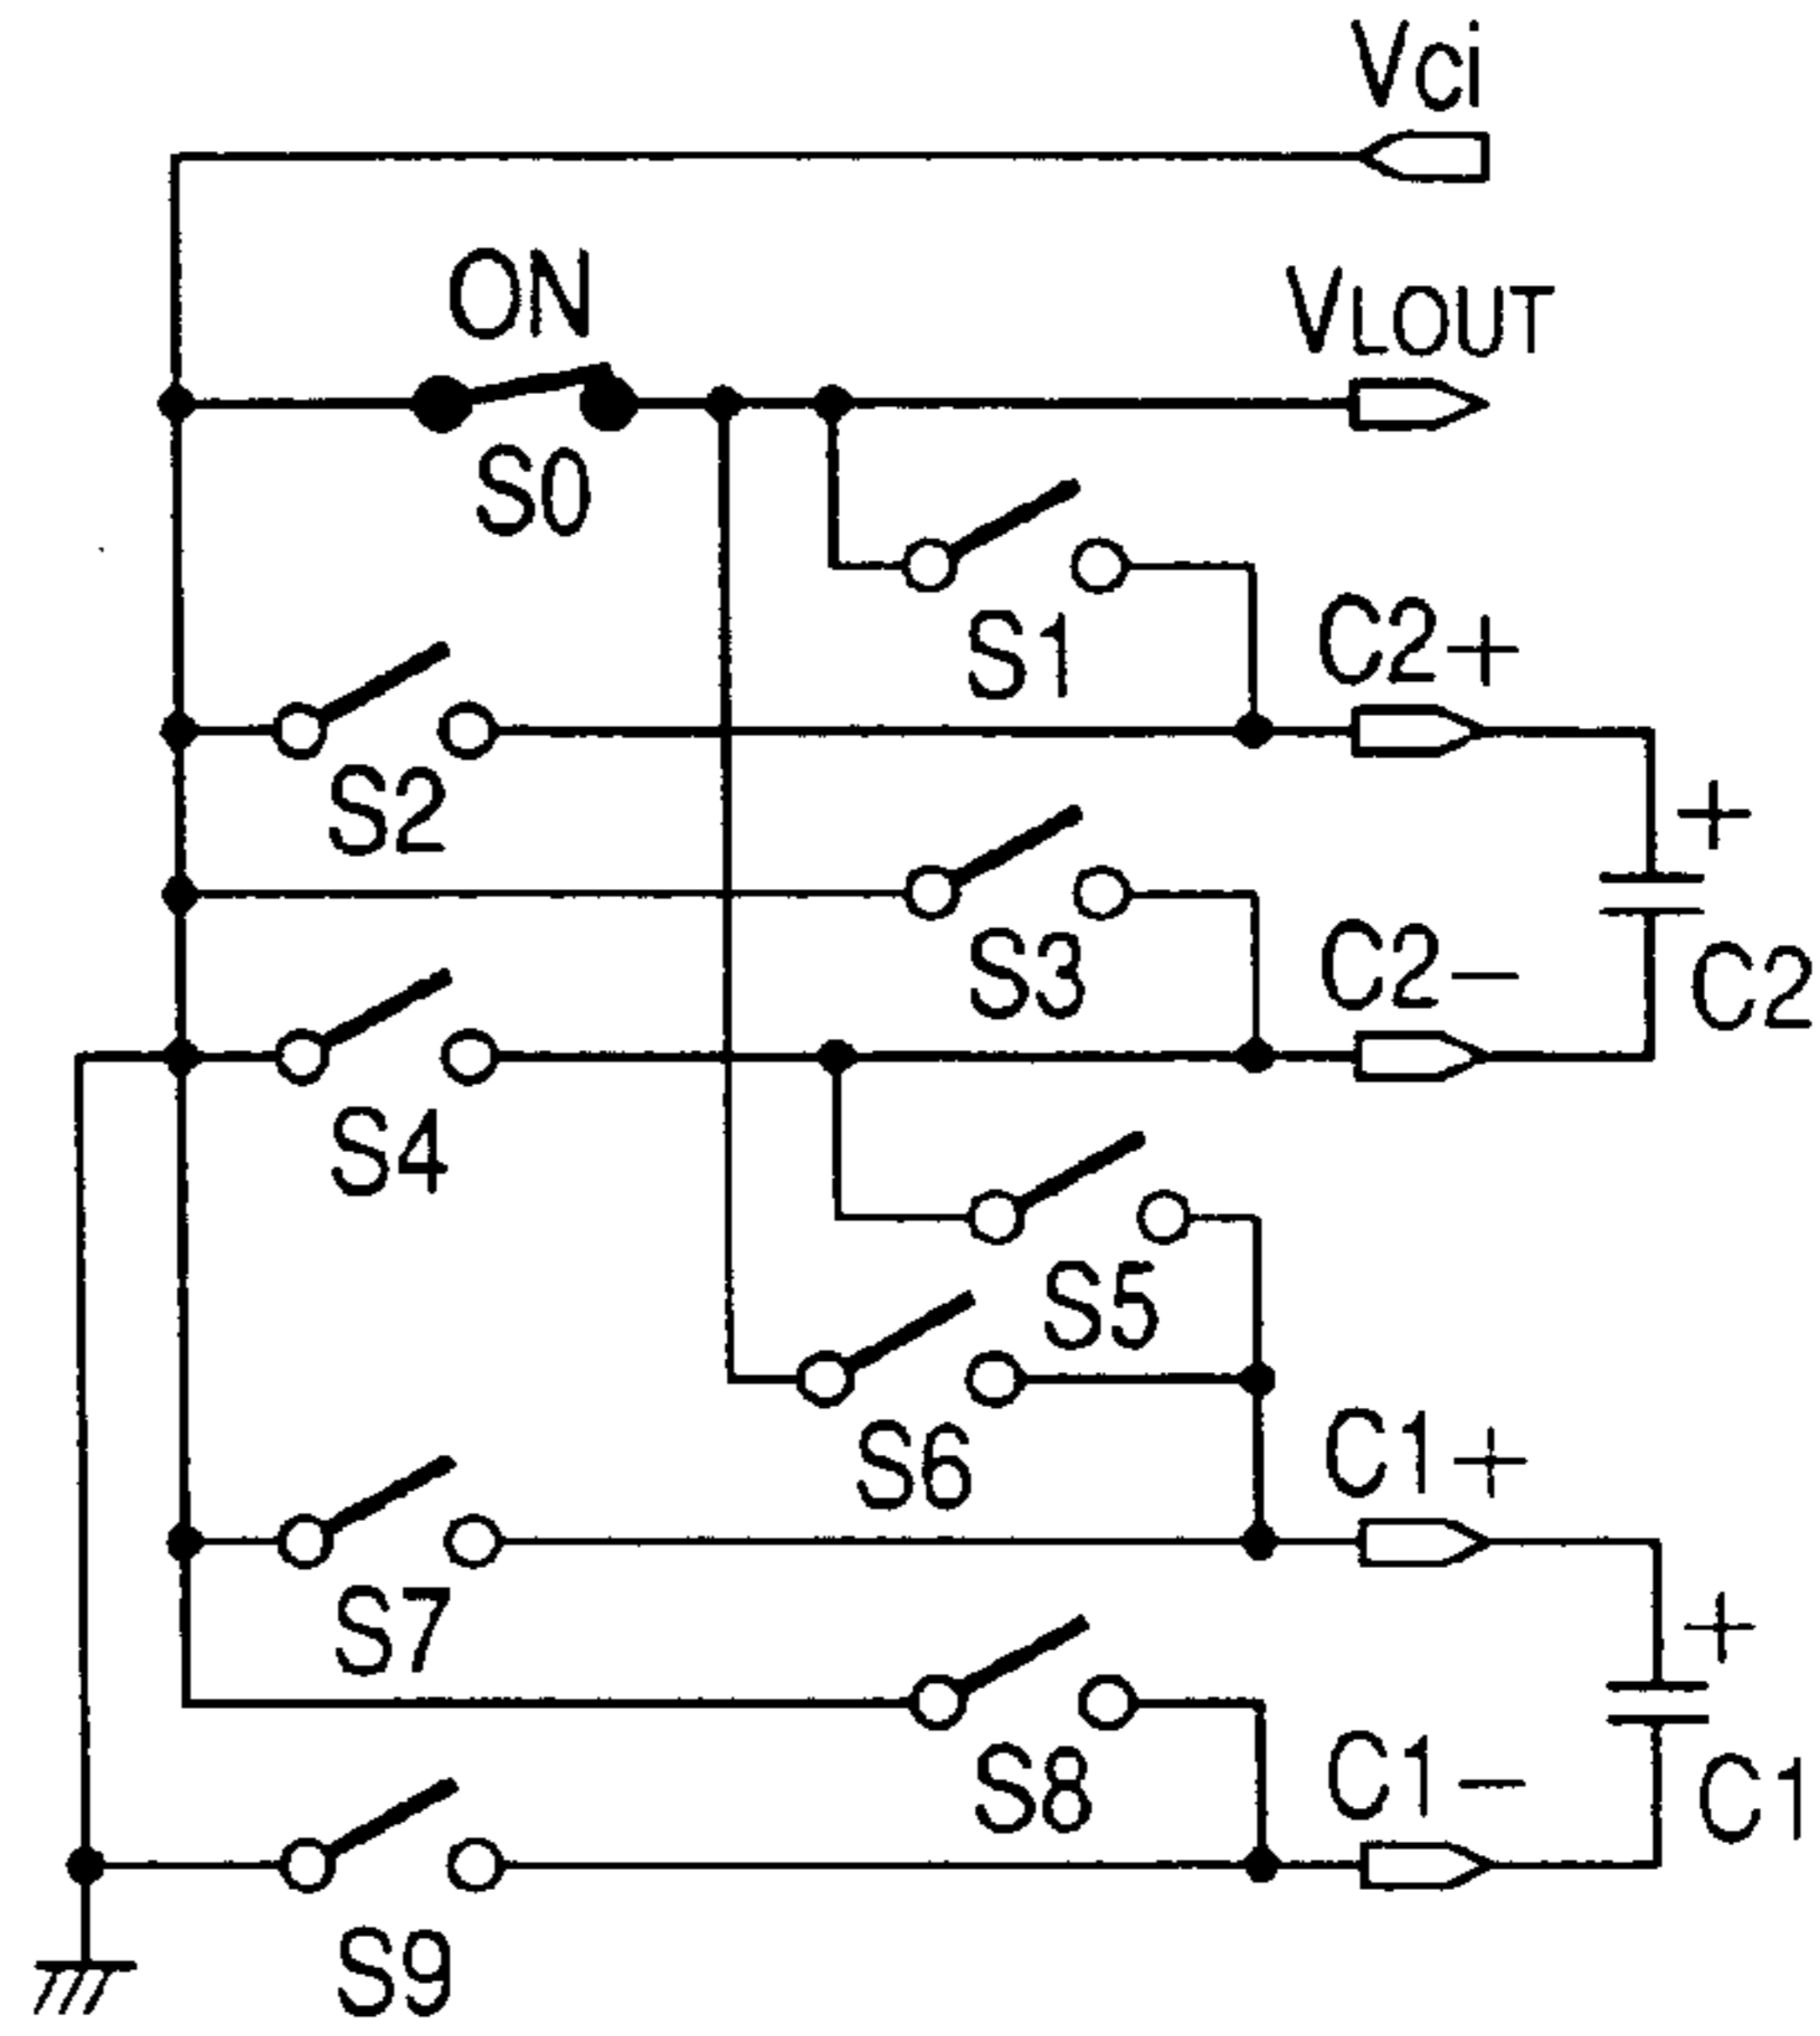 Vci
ON
VLOUT
S0
S1
C2+
S2
+
S3
C2-
C2
S4
S5
S6
C1+
S7
+
S8
C1-
C1
S9